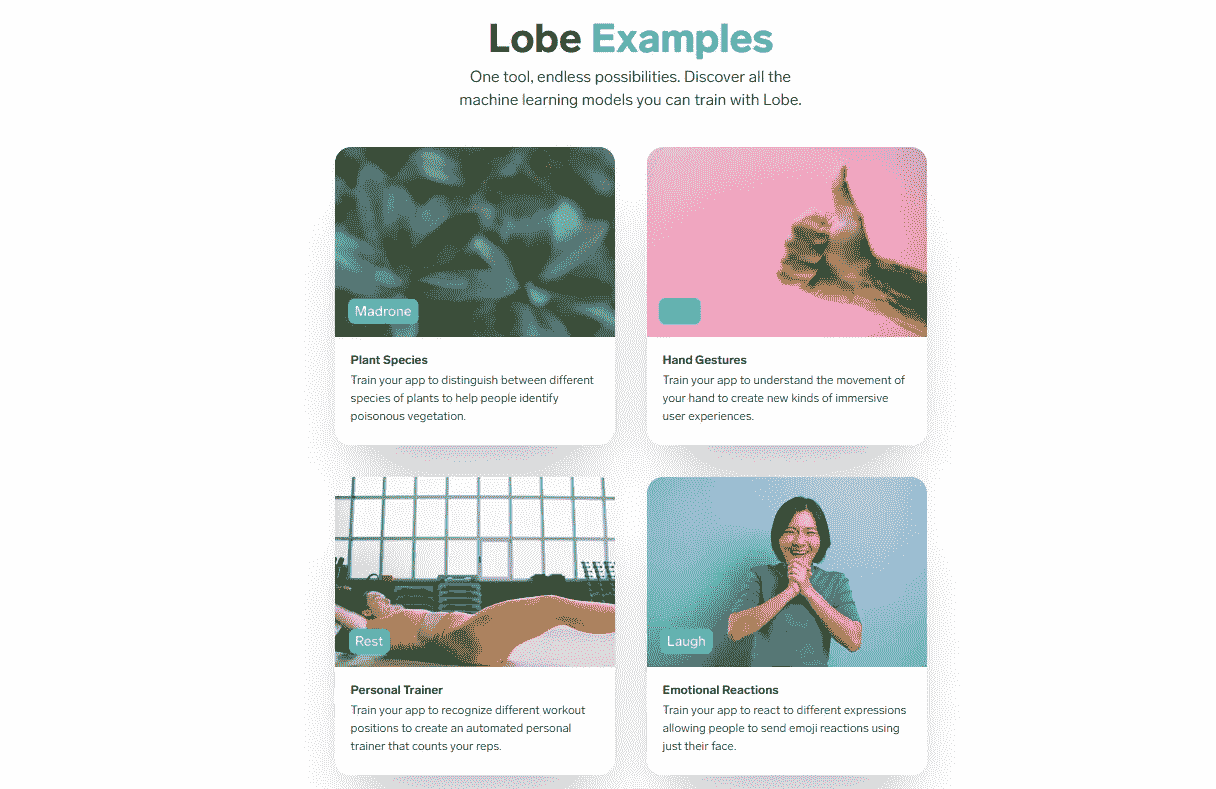 Lobe Examples
One tool, endless possibilities. Discover all the
machine learning models you can train with Lobe.
Madrone
Plant Species
Train your app to distinguish between different
species of plants to help people identify
poisonous vegetation.
Hand Gestures
Train your app to understand the movement of
your hand to create new kinds of immersive
user experiences.
Rest
Personal Trainer
Train your app to recognize different workout
positions to create an automated personal
trainer that counts your reps.
Laugh
Emotional Reactions
Train your app to react to different expressions
allowing people to send emoji reactions using
just their face.